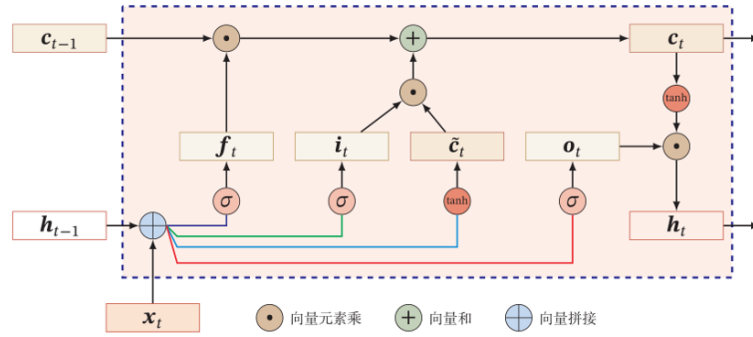 c_{t-1}
c_t
tanh
f_t
i_t
c̃_t
o_t
σ
σ
tanh
σ
h_{t-1}
h_t
x_t
向量元素乘
向量和
向量拼接